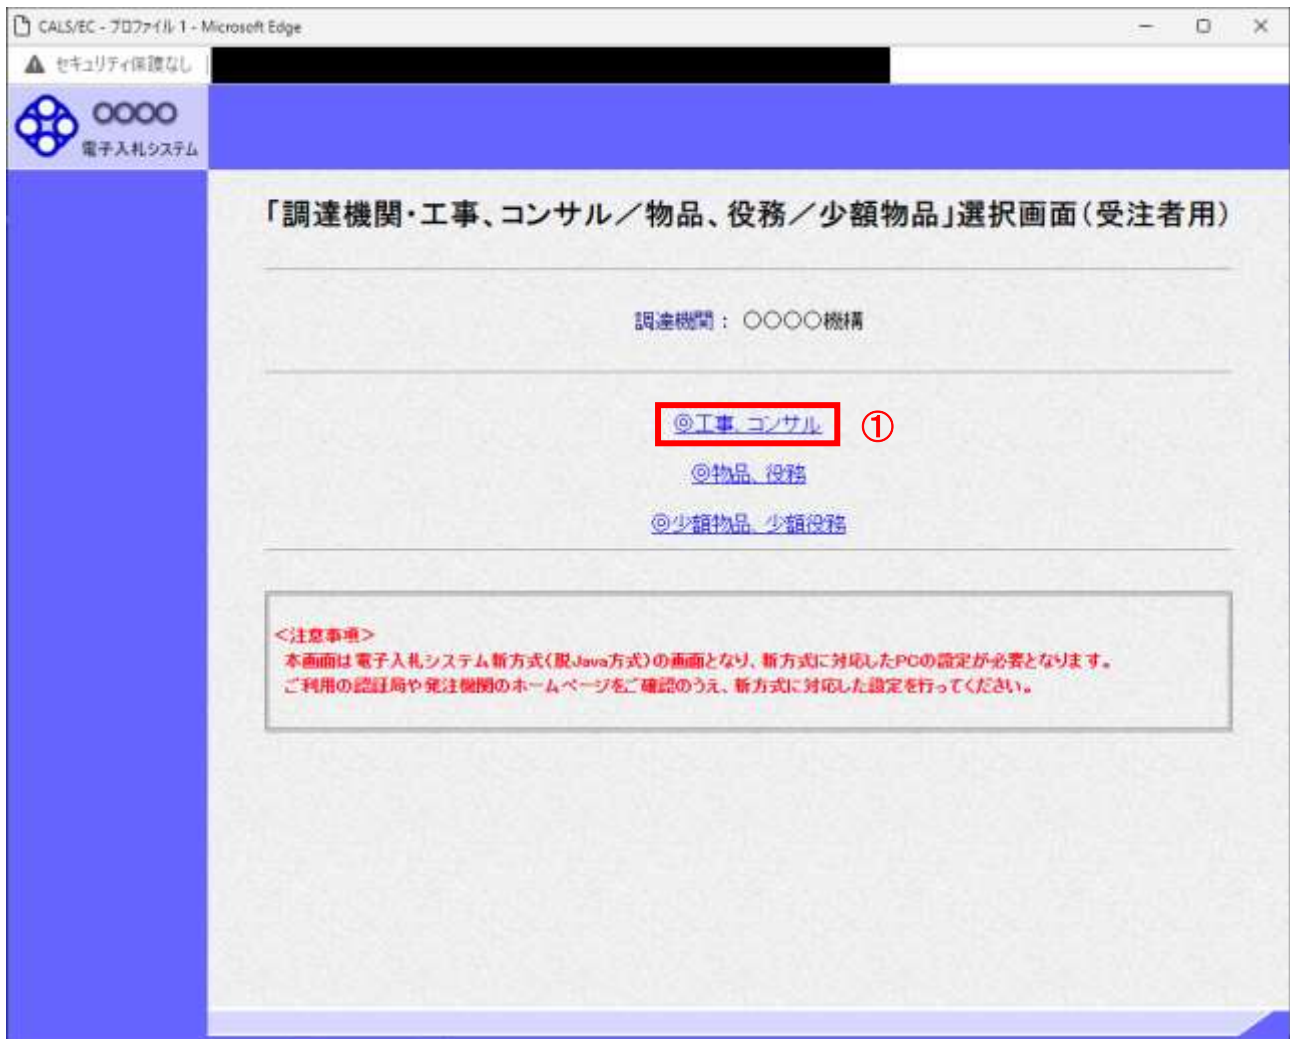 CALS/EC - プロファイル 1 - Microsoft Edge
セキュリティ保護なし
〇〇〇〇
電子入札システム
「調達機関・工事、コンサル／物品、役務／少額物品」選択画面（受注者用）
調達機関： 〇〇〇〇機構
◎工事、コンサル
①
◎物品、役務
◎少額物品、少額役務
＜注意事項＞
本画面は電子入札システム新方式（脱Java方式）の画面となり、新方式に対応したPCの設定が必要となります。
ご利用の認証局や発注機関のホームページをご確認のうえ、新方式に対応した設定を行ってください。